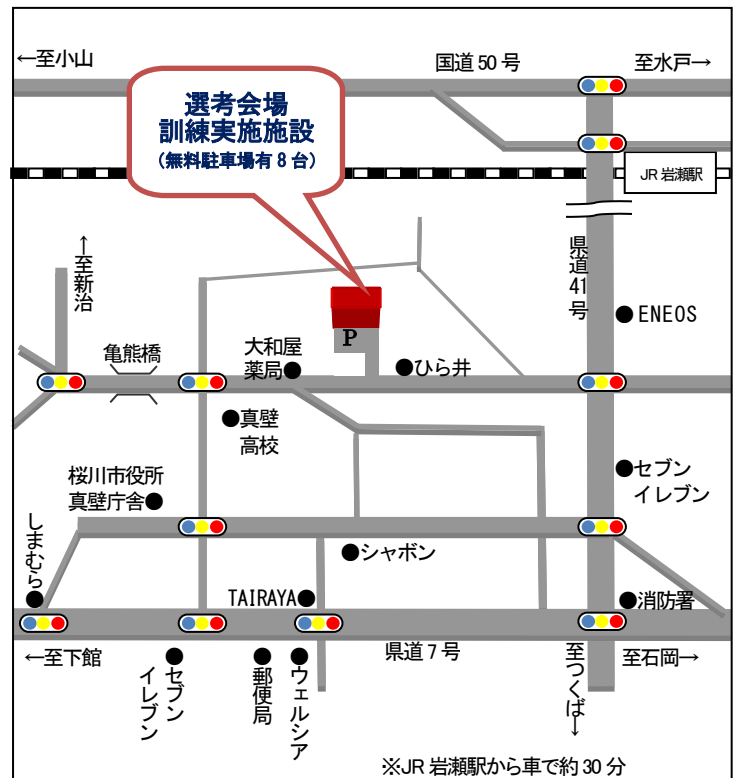 ←至小山
国道50号
至水戸→
選考会場
訓練実施施設
(無料駐車場有8台)
JR岩瀬駅
←至新治
県道41号
ENEOS
P
亀熊橋
大和屋
薬局
ひら井
真壁
高校
セブン
イレブン
桜川市役所
真壁庁舎
しまむら
シャボン
TAIRAYA
消防署
←至下館
県道7号
至つくば→
至石岡→
セブン
イレブン
郵便局
ウェルシア
※JR岩瀬駅から車で約30分